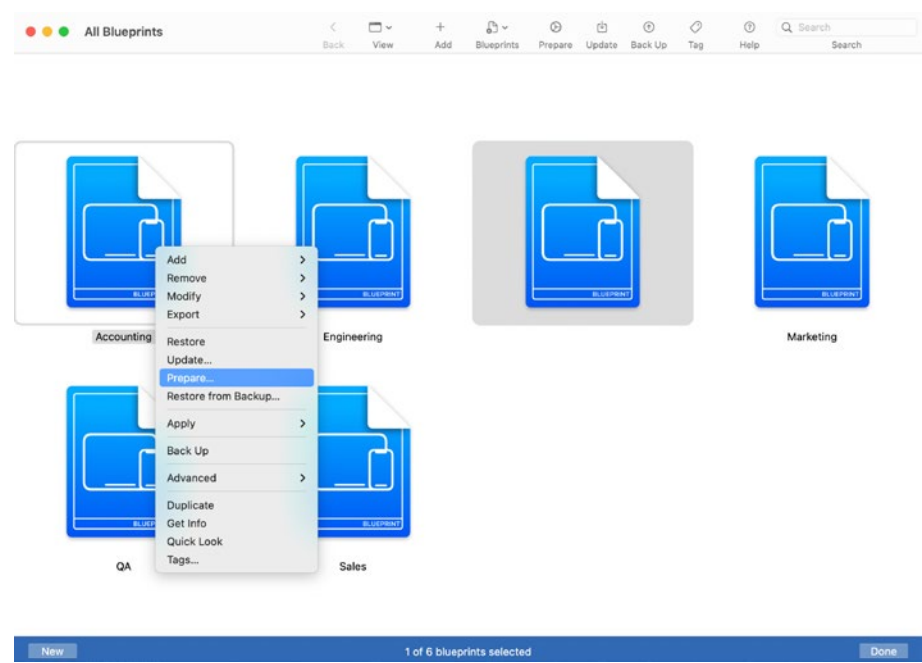 All Blueprints
Back View Add Blueprints Prepare Update Back Up Tag Help Search
Search
BLUEPRINT
BLUEPRINT
BLUEPRINT
Accounting Engineering Marketing
Add
Remove
Modify
Export
Restore
Update...
Prepare...
Restore from Backup...
Apply
Back Up
Advanced
Duplicate
Get Info
Quick Look
Tags...
BLUEPRINT
QA Sales
New 1 of 6 blueprints selected Done